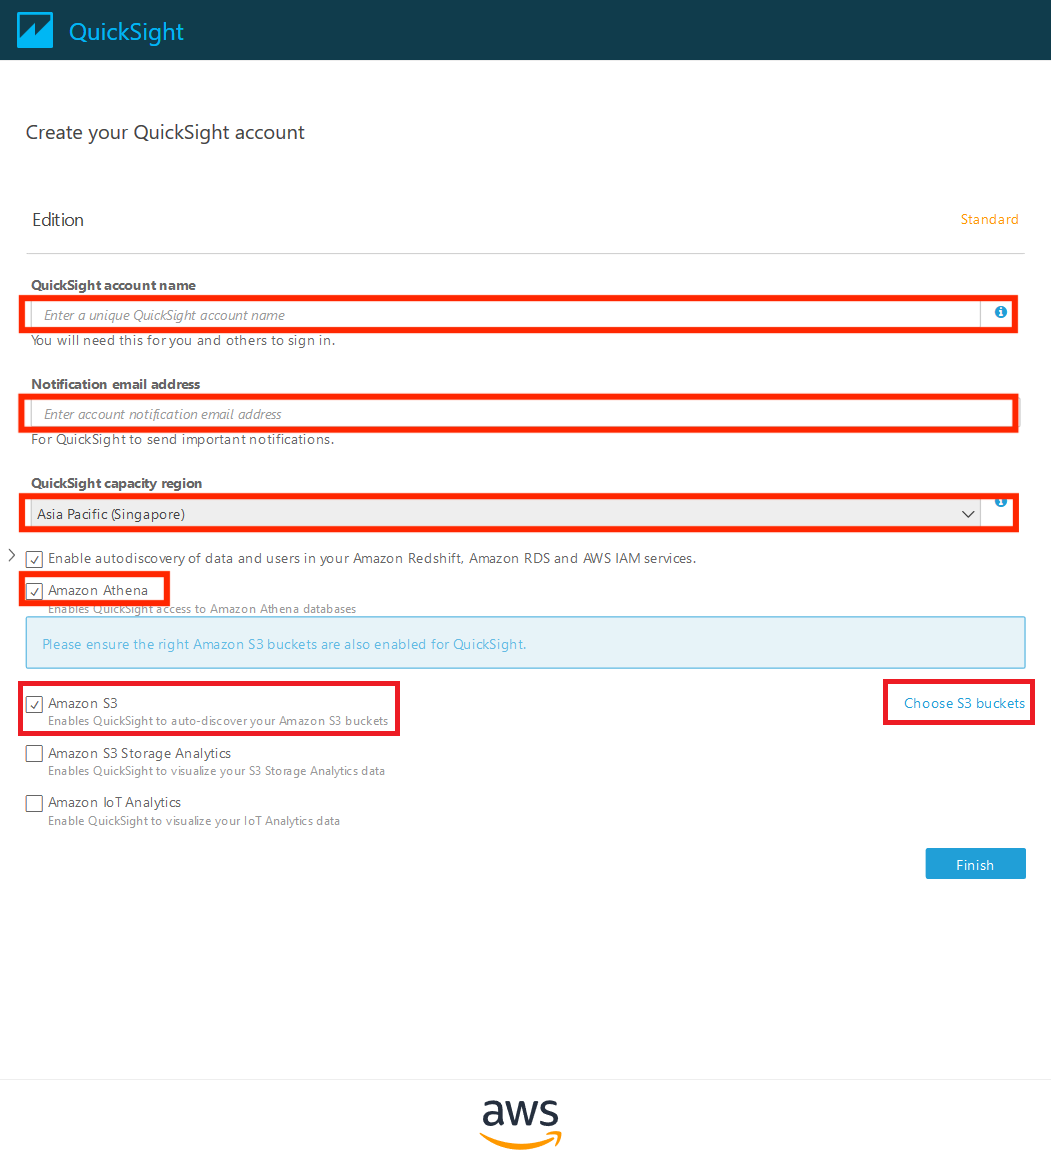 QuickSight
Create your QuickSight account
Edition
Standard
QuickSight account name
Enter a unique QuickSight account name
You will need this for you and others to sign in.
Notification email address
Enter account notification email address
For QuickSight to send important notifications.
QuickSight capacity region
Asia Pacific (Singapore)
Enable autodiscovery of data and users in your Amazon Redshift, Amazon RDS and AWS IAM services.
Amazon Athena
Enables QuickSight access to Amazon Athena databases
Please ensure the right Amazon S3 buckets are also enabled for QuickSight.
Amazon S3
Choose S3 buckets
Enables QuickSight to auto-discover your Amazon S3 buckets
Amazon S3 Storage Analytics
Enables QuickSight to visualize your S3 Storage Analytics data
Amazon IoT Analytics
Enable QuickSight to visualize your IoT Analytics data
Finish
aws